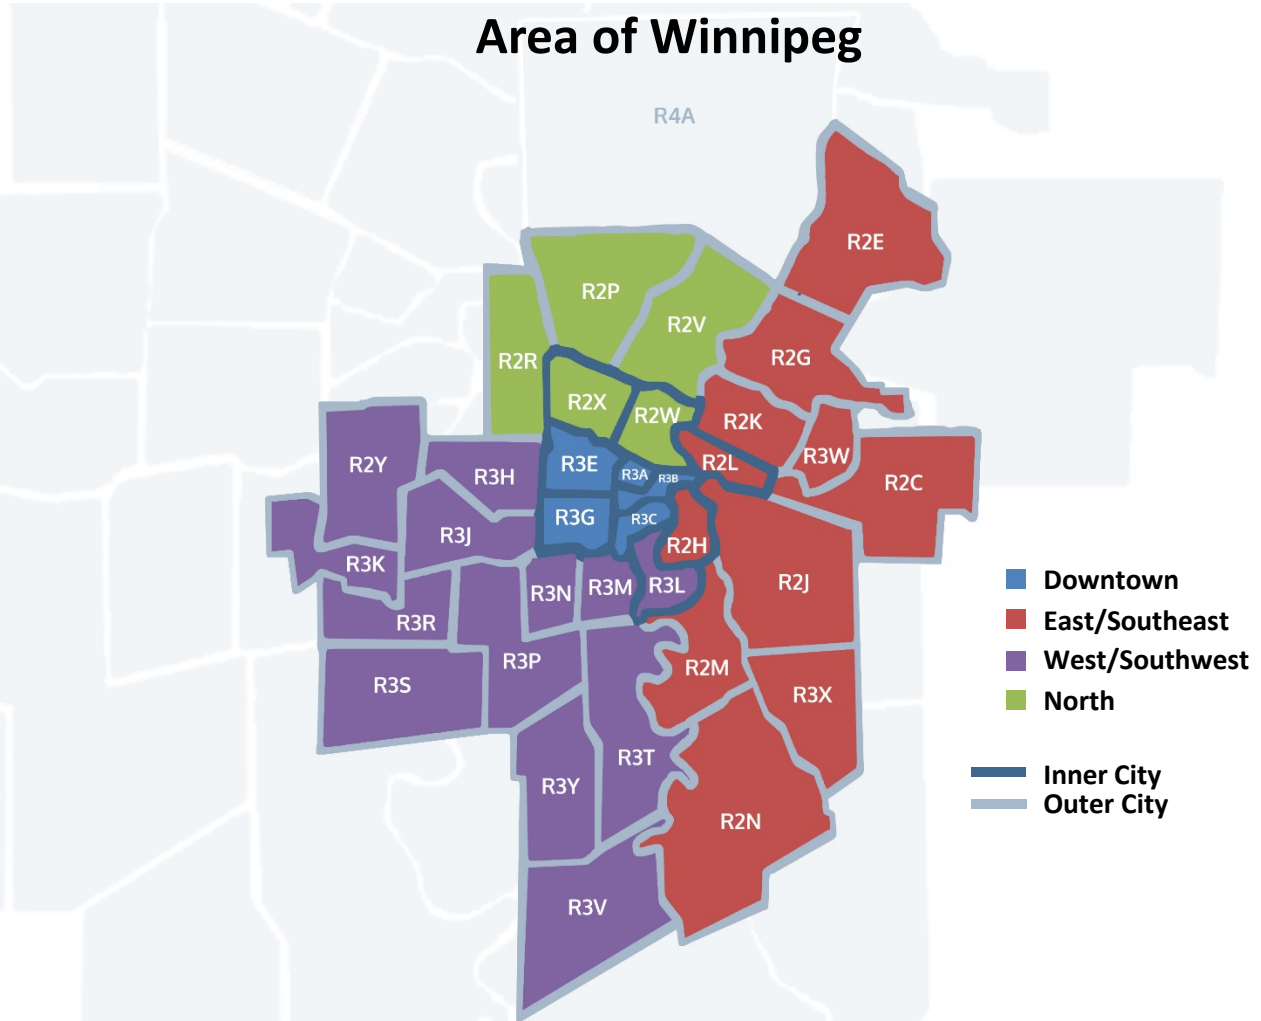 Area of Winnipeg
R4A
R2E
R2P
R2V
R2G
R2R
R2X
R2W
R2K
R2Y
R3H
R3E
R3A
R3B
R2L
R3W
R2C
R3J
R3G
R3C
R2H
R3K
R3N
R3M
R3L
R2J
R3R
R3P
R2M
R3S
R3X
R3T
R3Y
R2N
R3V
Downtown
East/Southeast
West/Southwest
North
Inner City
Outer City